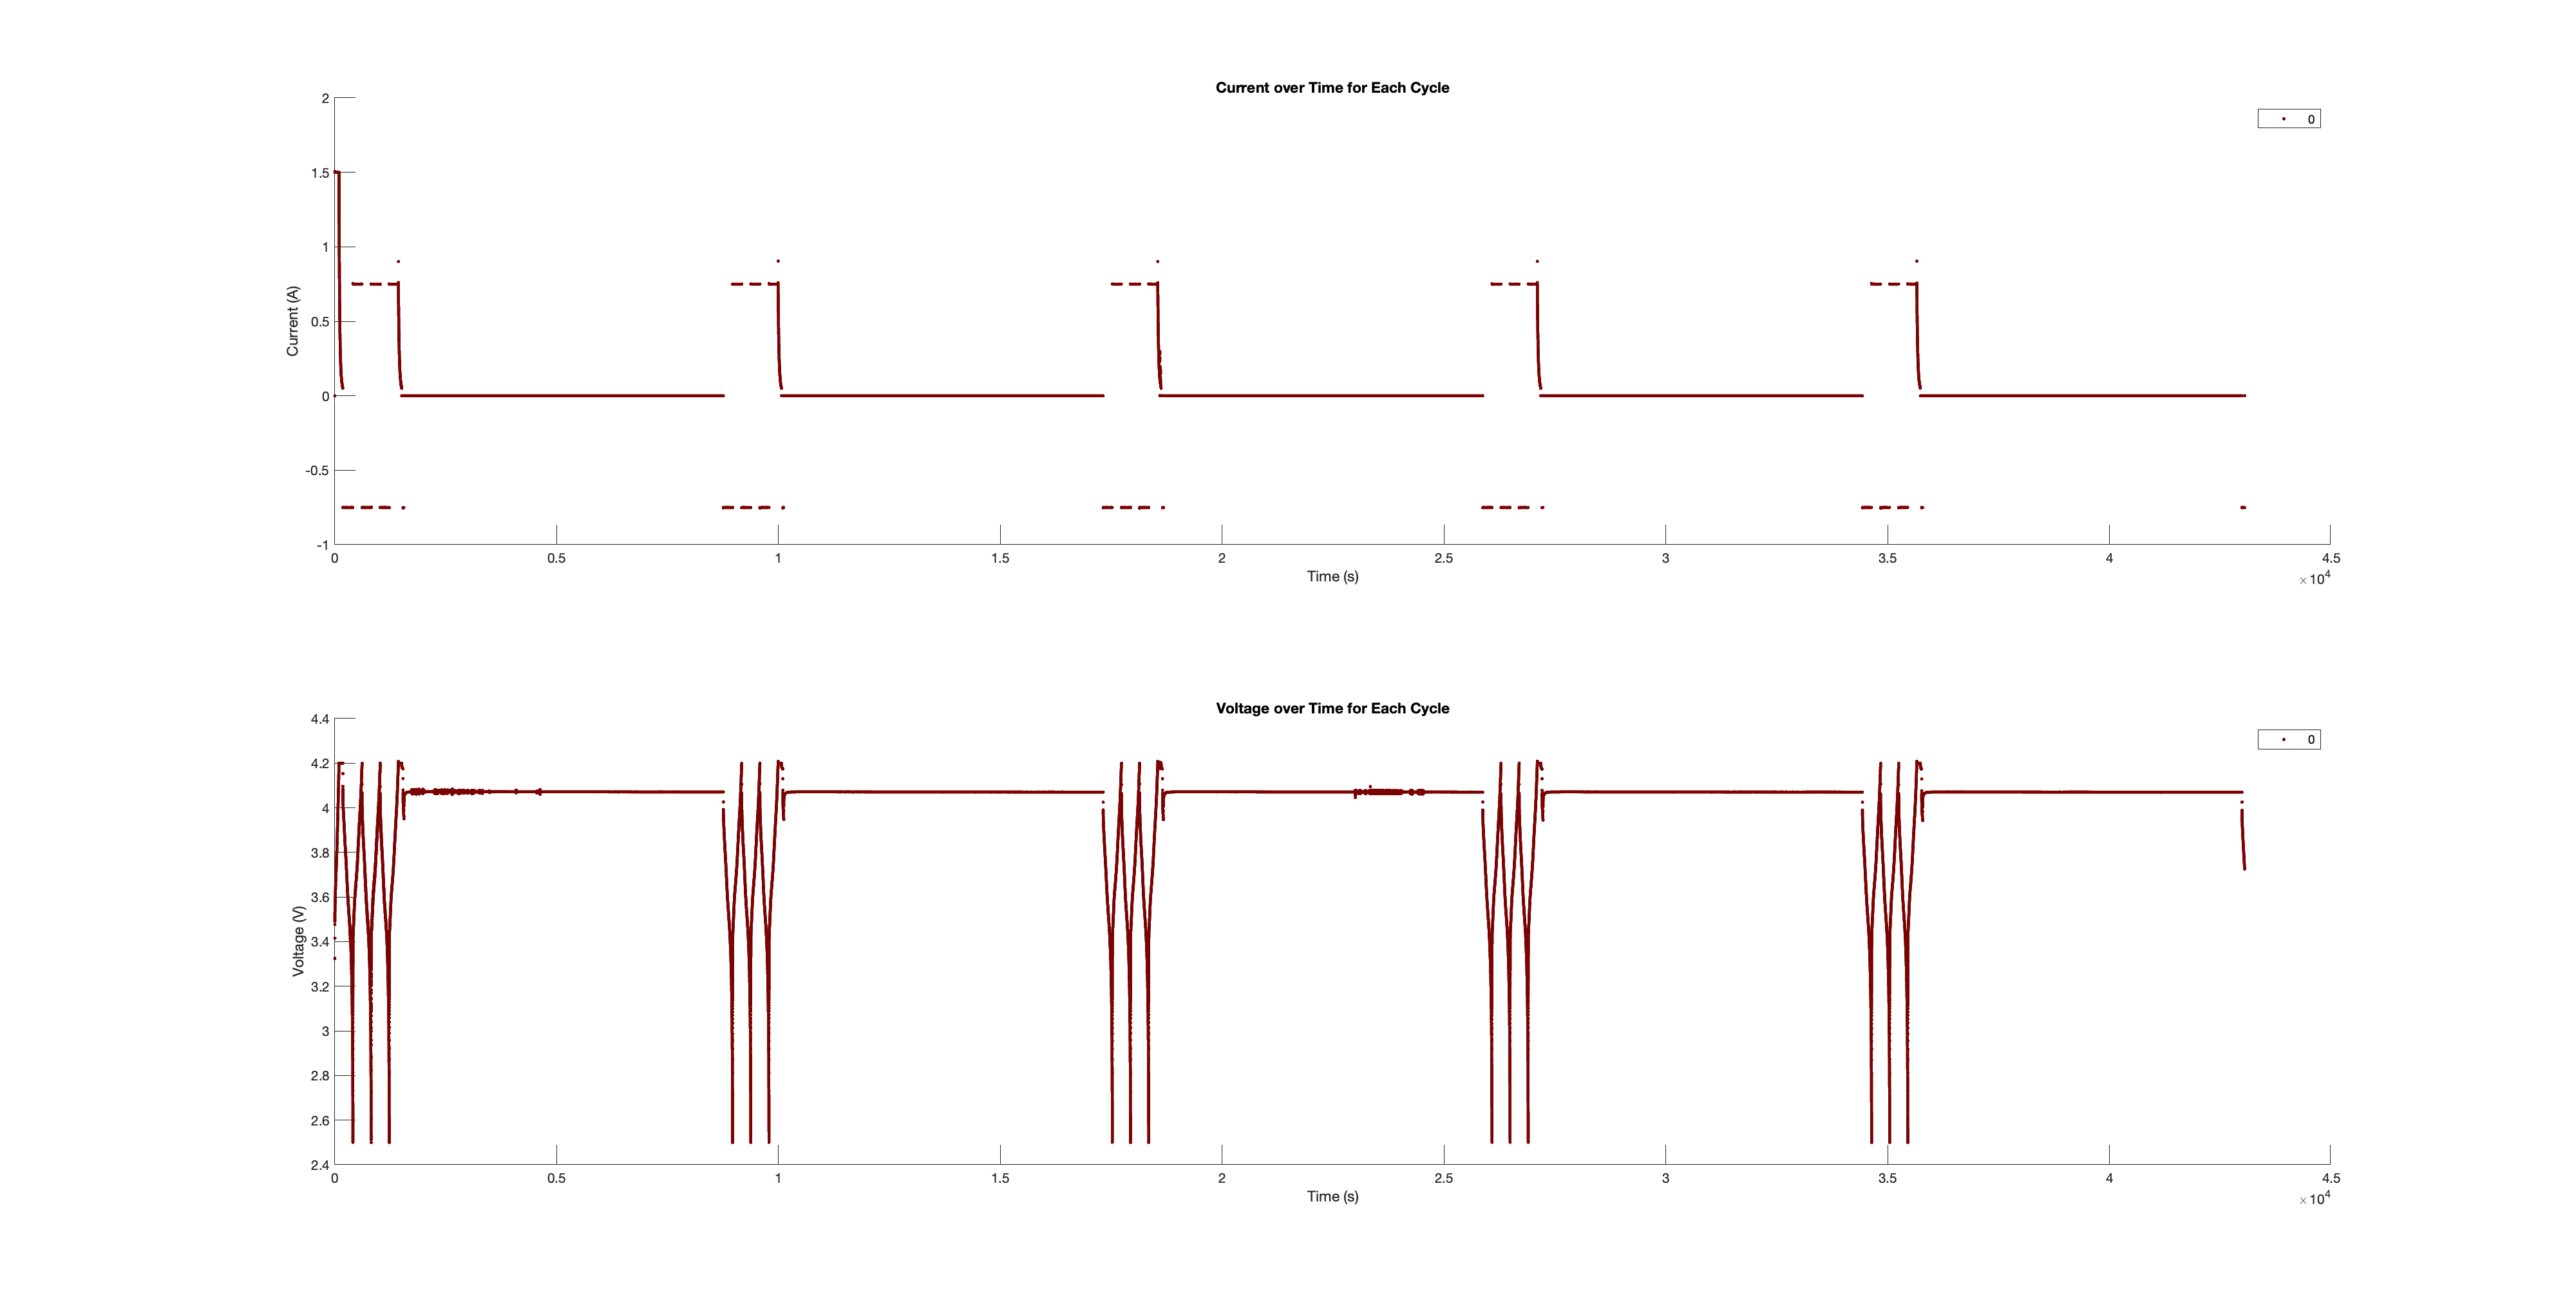 Current over Time for Each Cycle
2
1.5
1
0.5
0
-0.5
-1
Current (A)
0
0 0.5 1 1.5 2 2.5 3 3.5 4 4.5
Time (s)
×10⁴
Voltage over Time for Each Cycle
4.4
4.2
4
3.8
3.6
3.4
3.2
3
2.8
2.6
2.4
Voltage (V)
0
0 0.5 1 1.5 2 2.5 3 3.5 4 4.5
Time (s)
×10⁴